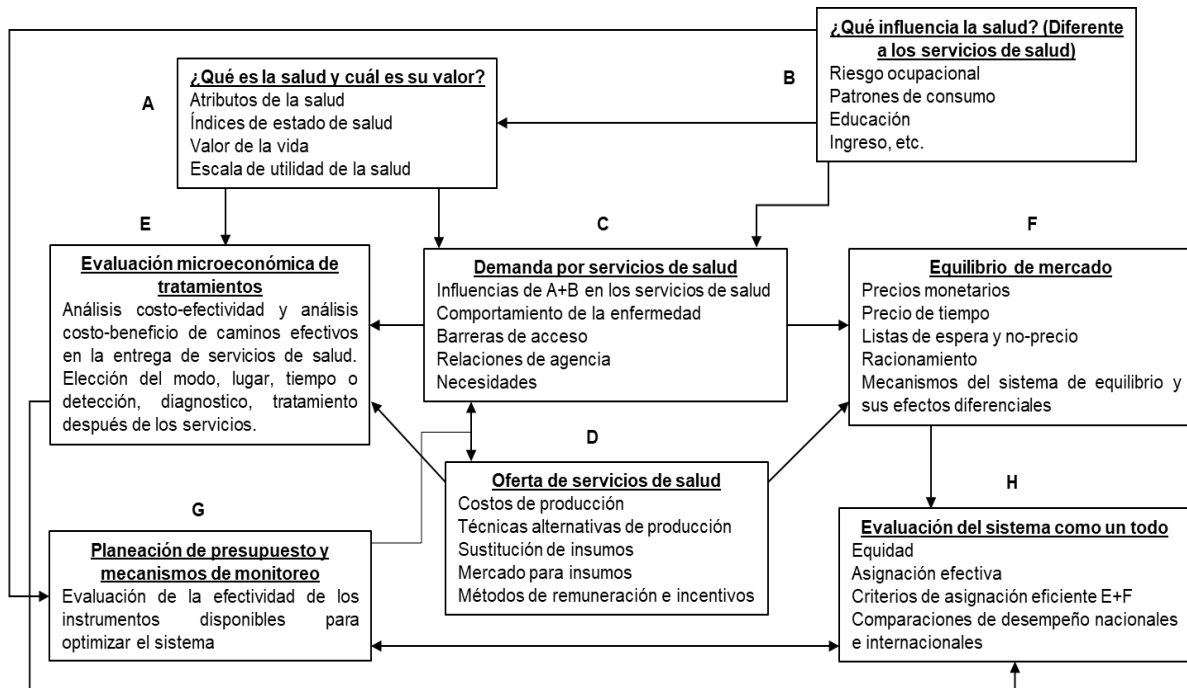 ¿Qué influencia la salud? (Diferente
a los servicios de salud)
Riesgo ocupacional
Patrones de consumo
Educación
Ingreso, etc.
B
A
¿Qué es la salud y cuál es su valor?
Atributos de la salud
Índices de estado de salud
Valor de la vida
Escala de utilidad de la salud
E
Evaluación microeconómica de
tratamientos
Análisis costo-efectividad y análisis
costo-beneficio de caminos efectivos
en la entrega de servicios de salud.
Elección del modo, lugar, tiempo o
detección, diagnostico, tratamiento
después de los servicios.
C
Demanda por servicios de salud
Influencias de A+B en los servicios de salud
Comportamiento de la enfermedad
Barreras de acceso
Relaciones de agencia
Necesidades
F
Equilibrio de mercado
Precios monetarios
Precio de tiempo
Listas de espera y no-precio
Racionamiento
Mecanismos del sistema de equilibrio y
sus efectos diferenciales
D
Oferta de servicios de salud
Costos de producción
Técnicas alternativas de producción
Sustitución de insumos
Mercado para insumos
Métodos de remuneración e incentivos
G
Planeación de presupuesto y
mecanismos de monitoreo
Evaluación de la efectividad de los
instrumentos disponibles para
optimizar el sistema
H
Evaluación del sistema como un todo
Equidad
Asignación efectiva
Criterios de asignación eficiente E+F
Comparaciones de desempeño nacionales
e internacionales